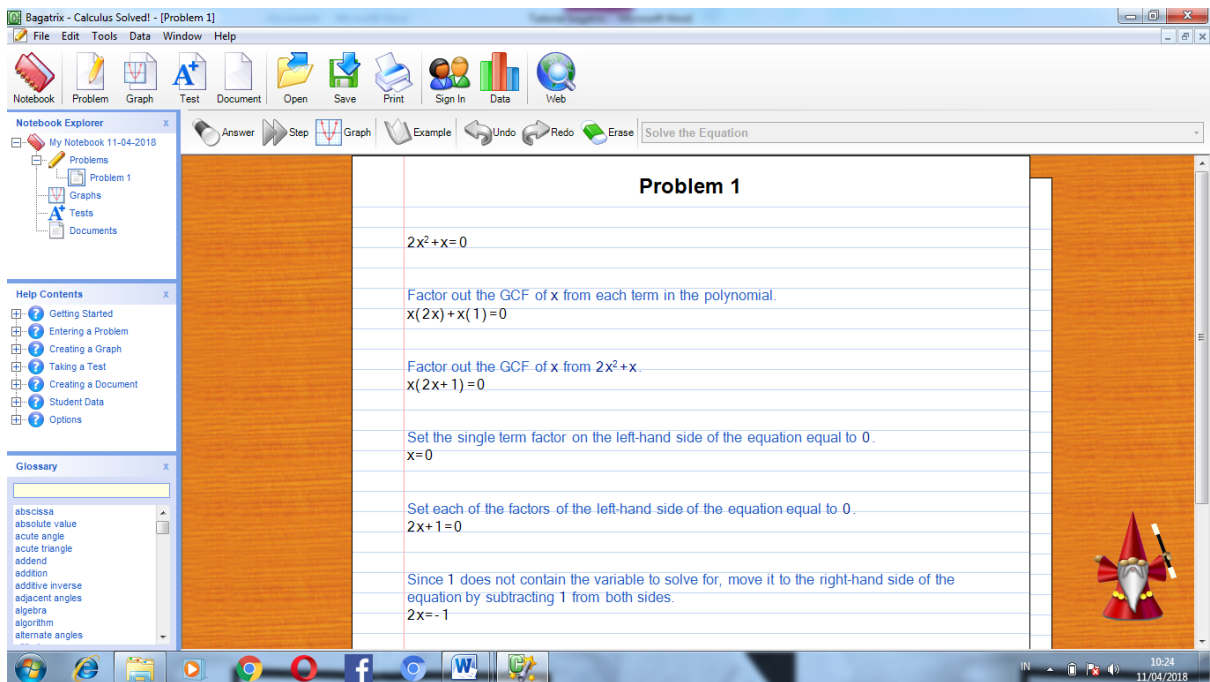 Bagatrix - Calculus Solved! - [Problem 1]
File Edit Tools Data Window Help
Notebook Problem Graph Test Document Open Save Print Sign In Data Web
Notebook Explorer x
My Notebook 11-04-2018
Problems
Problem 1
Graphs
Tests
Documents
Help Contents x
Getting Started
Entering a Problem
Creating a Graph
Taking a Test
Creating a Document
Student Data
Options
Glossary x
abscissa
absolute value
acute angle
acute triangle
addend
addition
additive inverse
adjacent angles
algebra
algorithm
alternate angles
Answer Step Graph Example Undo Redo Erase Solve the Equation
Problem 1
2x²+x=0
Factor out the GCF of x from each term in the polynomial.
x(2x)+x(1)=0
Factor out the GCF of x from 2x²+x.
x(2x+1)=0
Set the single term factor on the left-hand side of the equation equal to 0.
x=0
Set each of the factors of the left-hand side of the equation equal to 0.
2x+1=0
Since 1 does not contain the variable to solve for, move it to the right-hand side of the
equation by subtracting 1 from both sides.
2x=-1
IN 10:24
11/04/2018